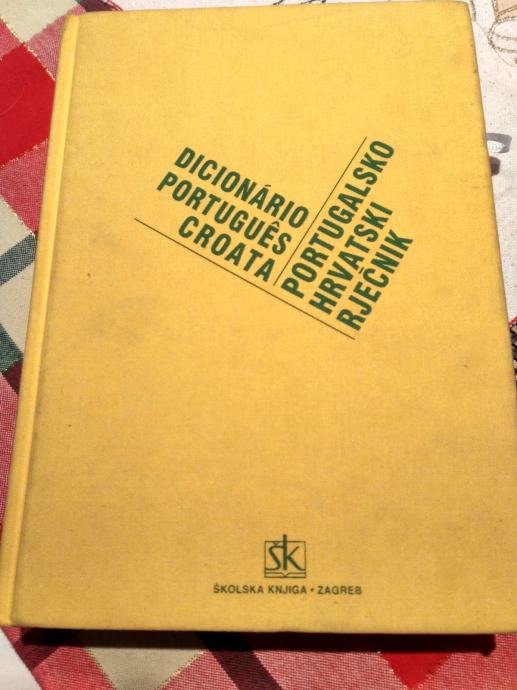 DICIONÁRIO
PORTUGUÊS
CROATA
PORTUGALSKO
HRVATSKI
RJEČNIK
ŠK
ŠKOLSKA KNJIGA • ZAGREB